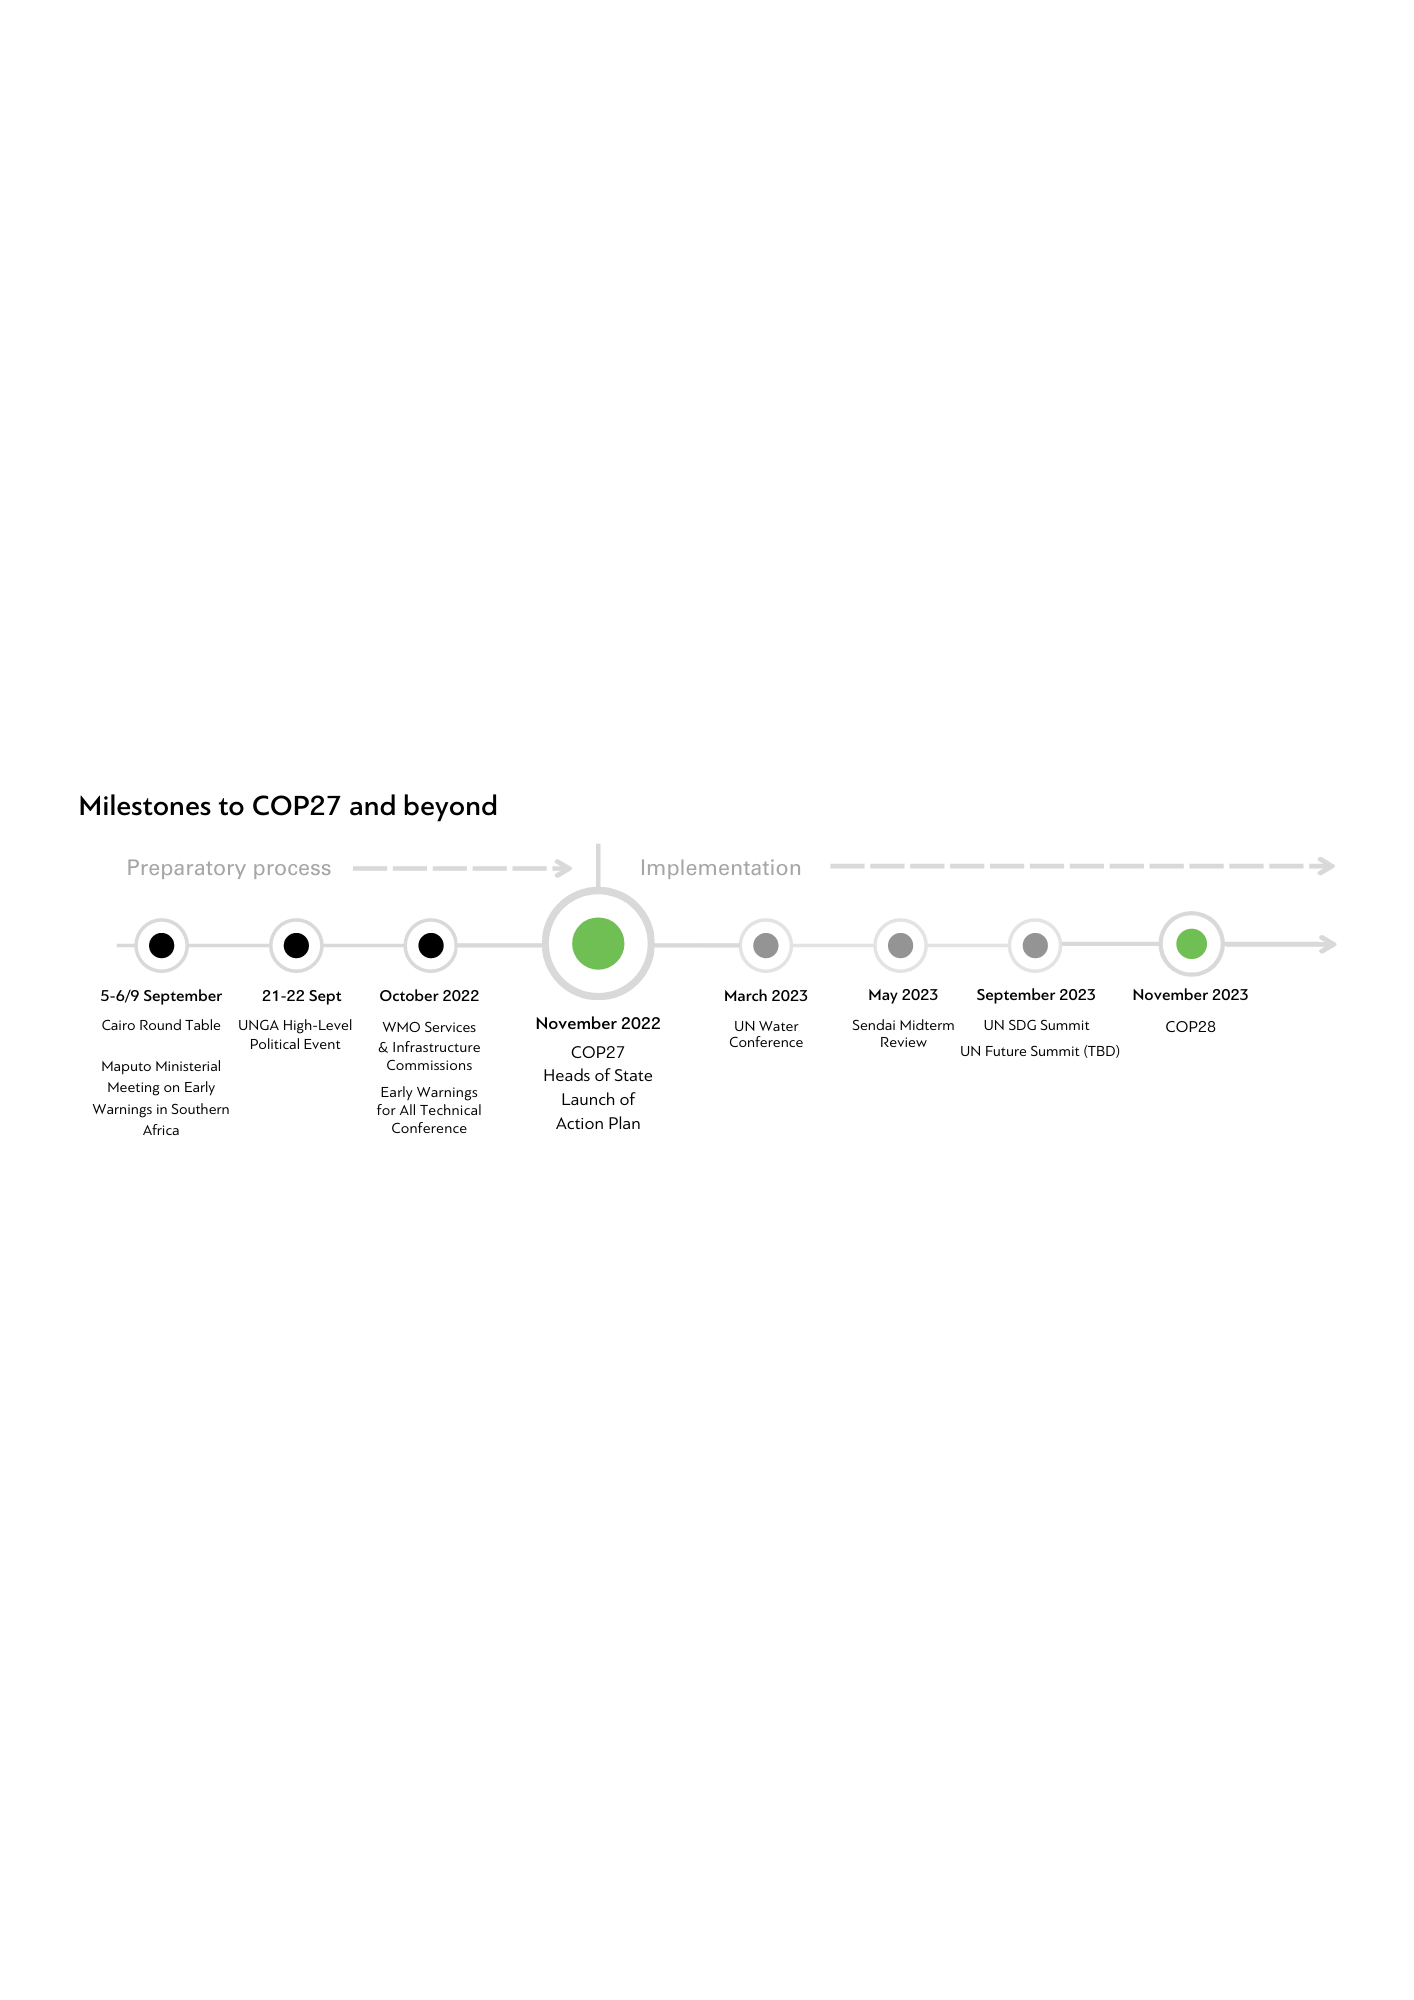 Milestones to COP27 and beyond
Preparatory process
Implementation
5-6/9 September
Cairo Round Table
Maputo Ministerial
Meeting on Early
Warnings in Southern
Africa
21-22 Sept
UNGA High-Level
Political Event
October 2022
WMO Services
& Infrastructure
Commissions
Early Warnings
for All Technical
Conference
November 2022
COP27
Heads of State
Launch of
Action Plan
March 2023
UN Water
Conference
May 2023
Sendai Midterm
Review
September 2023
UN SDG Summit
UN Future Summit (TBD)
November 2023
COP28